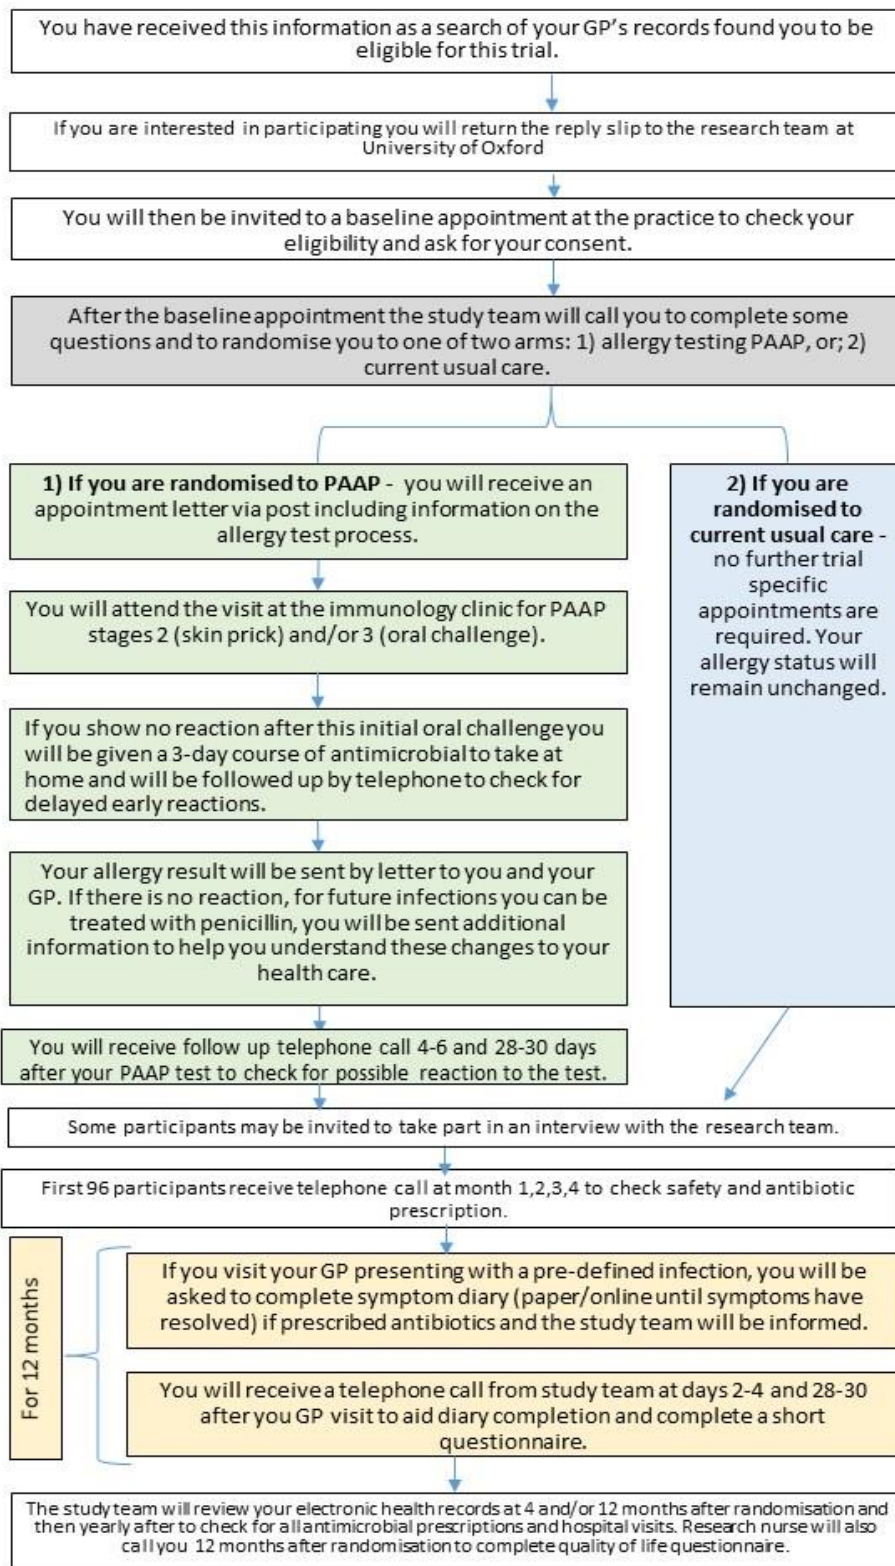 You have received this information as a search of your GP's records found you to be
eligible for this trial.
If you are interested in participating you will return the reply slip to the research team at
University of Oxford
You will then be invited to a baseline appointment at the practice to check your
eligibility and ask for your consent.
After the baseline appointment the study team will call you to complete some
questions and to randomise you to one of two arms: 1) allergy testing PAAP, or; 2)
current usual care.
1) If you are randomised to PAAP - you will receive an
appointment letter via post including information on the
allergy test process.
You will attend the visit at the immunology clinic for PAAP
stages 2 (skin prick) and/or 3 (oral challenge).
If you show no reaction after this initial oral challenge you
will be given a 3-day course of antimicrobial to take at
home and will be followed up by telephone to check for
delayed early reactions.
Your allergy result will be sent by letter to you and your
GP. If there is no reaction, for future infections you can be
treated with penicillin, you will be sent additional
information to help you understand these changes to your
health care.
You will receive follow up telephone call 4-6 and 28-30 days
after your PAAP test to check for possible reaction to the test.
2) If you are
randomised to
current usual care -
no further trial
specific
appointments are
required. Your
allergy status will
remain unchanged.
Some participants may be invited to take part in an interview with the research team.
First 96 participants receive telephone call at month 1,2,3,4 to check safety and antibiotic
prescription.
For 12 months
If you visit your GP presenting with a pre-defined infection, you will be
asked to complete symptom diary (paper/online until symptoms have
resolved) if prescribed antibiotics and the study team will be informed.
You will receive a telephone call from study team at days 2-4 and 28-30
after you GP visit to aid diary completion and complete a short
questionnaire.
The study team will review your electronic health records at 4 and/or 12 months after randomisation and
then yearly after to check for all antimicrobial prescriptions and hospital visits. Research nurse will also
call you 12 months after randomisation to complete quality of life questionnaire.